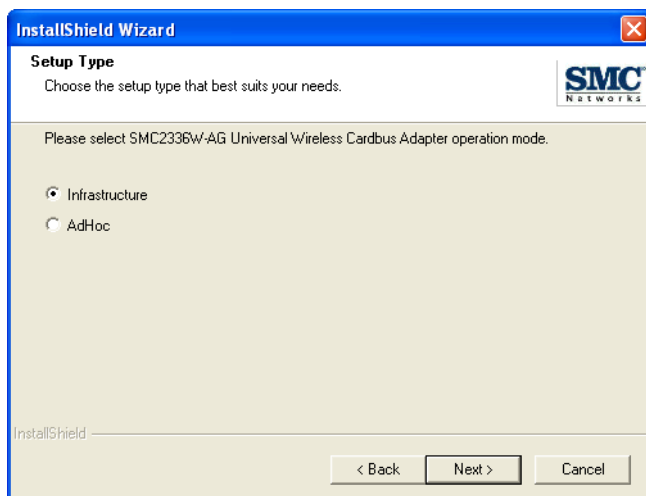 InstallShield Wizard
Setup Type
Choose the setup type that best suits your needs.
SMC
Networks
Please select SMC2336W-AG Universal Wireless Cardbus Adapter operation mode.
Infrastructure
AdHoc
InstallShield
< Back
Next >
Cancel